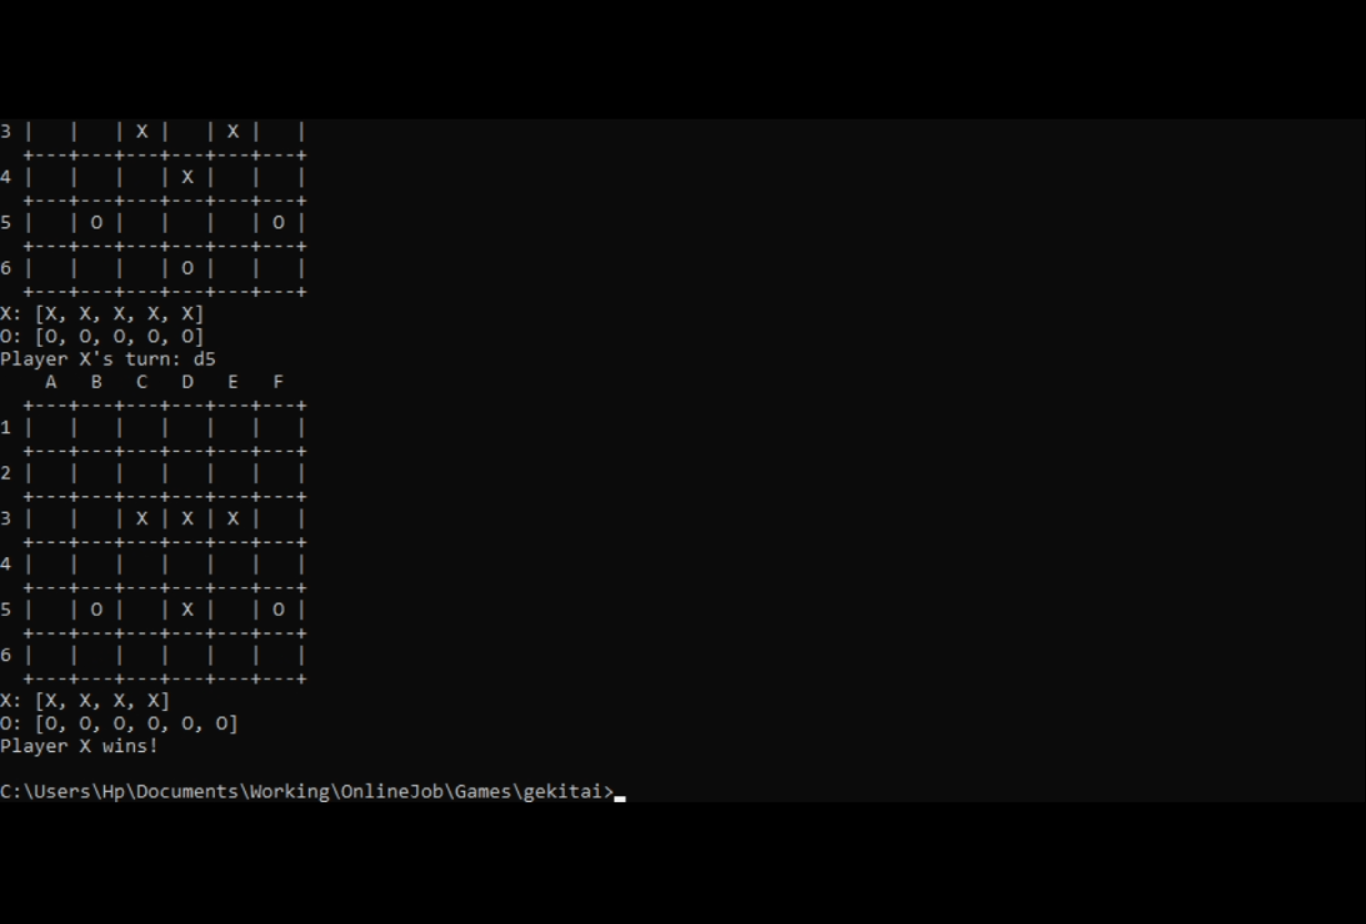 3 |   |   | X |   | X |   |
  +---+---+---+---+---+---+
4 |   |   |   | X |   |   |
  +---+---+---+---+---+---+
5 |   | O |   |   |   | O |
  +---+---+---+---+---+---+
6 |   |   |   | O |   |   |
  +---+---+---+---+---+---+
X: [X, X, X, X, X]
O: [O, O, O, O, O]
Player X's turn: d5
    A   B   C   D   E   F
  +---+---+---+---+---+---+
1 |   |   |   |   |   |   |
  +---+---+---+---+---+---+
2 |   |   |   |   |   |   |
  +---+---+---+---+---+---+
3 |   |   | X | X | X |   |
  +---+---+---+---+---+---+
4 |   |   |   |   |   |   |
  +---+---+---+---+---+---+
5 |   | O |   | X |   | O |
  +---+---+---+---+---+---+
6 |   |   |   |   |   |   |
  +---+---+---+---+---+---+
X: [X, X, X, X]
O: [O, O, O, O, O, O]
Player X wins!
C:\Users\Hp\Documents\Working\OnlineJob\Games\gekitai>